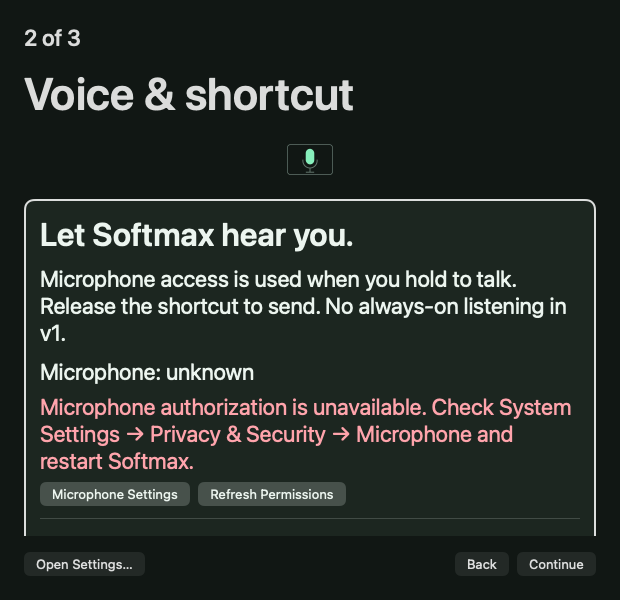 2 of 3
Voice & shortcut
Let Softmax hear you.
Microphone access is used when you hold to talk.
Release the shortcut to send. No always-on listening in
v1.
Microphone: unknown
Microphone authorization is unavailable. Check System
Settings → Privacy & Security → Microphone and
restart Softmax.
Microphone Settings
Refresh Permissions
Open Settings...
Back
Continue